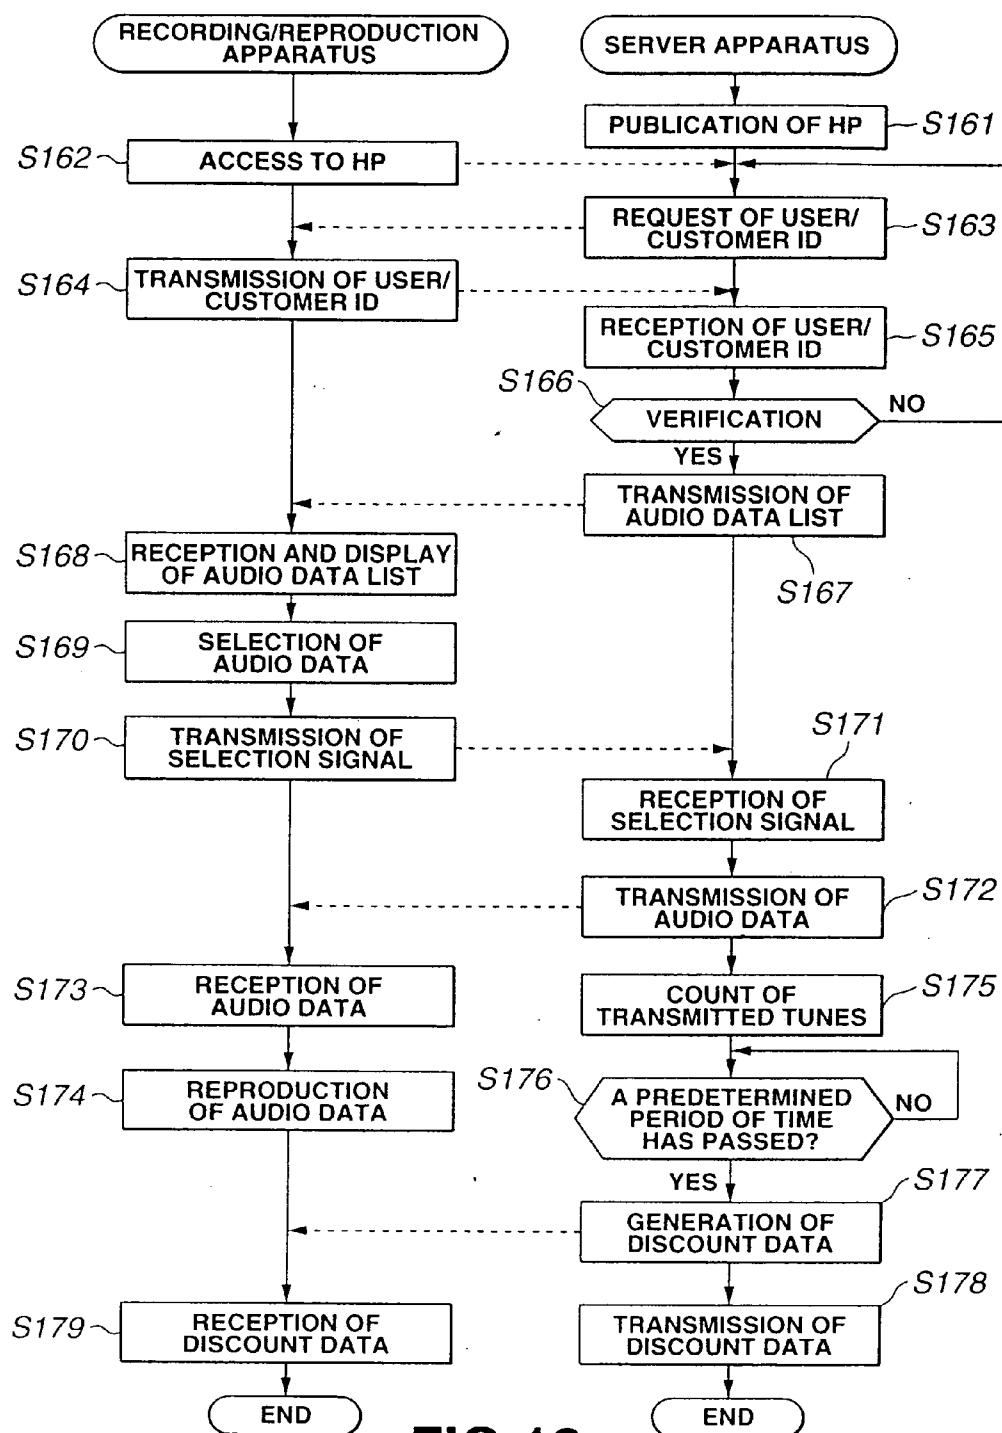 RECORDING/REPRODUCTION
APPARATUS
SERVER APPARATUS
PUBLICATION OF HP
S161
S162
ACCESS TO HP
REQUEST OF USER/
CUSTOMER ID
S163
S164
TRANSMISSION OF USER/
CUSTOMER ID
RECEPTION OF USER/
CUSTOMER ID
S165
S166
VERIFICATION
NO
YES
TRANSMISSION OF
AUDIO DATA LIST
S167
S168
RECEPTION AND DISPLAY
OF AUDIO DATA LIST
S169
SELECTION OF
AUDIO DATA
S170
TRANSMISSION OF
SELECTION SIGNAL
S171
RECEPTION OF
SELECTION SIGNAL
TRANSMISSION OF
AUDIO DATA
S172
S173
RECEPTION OF
AUDIO DATA
COUNT OF
TRANSMITTED TUNES
S175
S174
REPRODUCTION
OF AUDIO DATA
S176
A PREDETERMINED
PERIOD OF TIME
HAS PASSED?
NO
YES
S177
GENERATION OF
DISCOUNT DATA
S178
TRANSMISSION OF
DISCOUNT DATA
S179
RECEPTION OF
DISCOUNT DATA
END
END